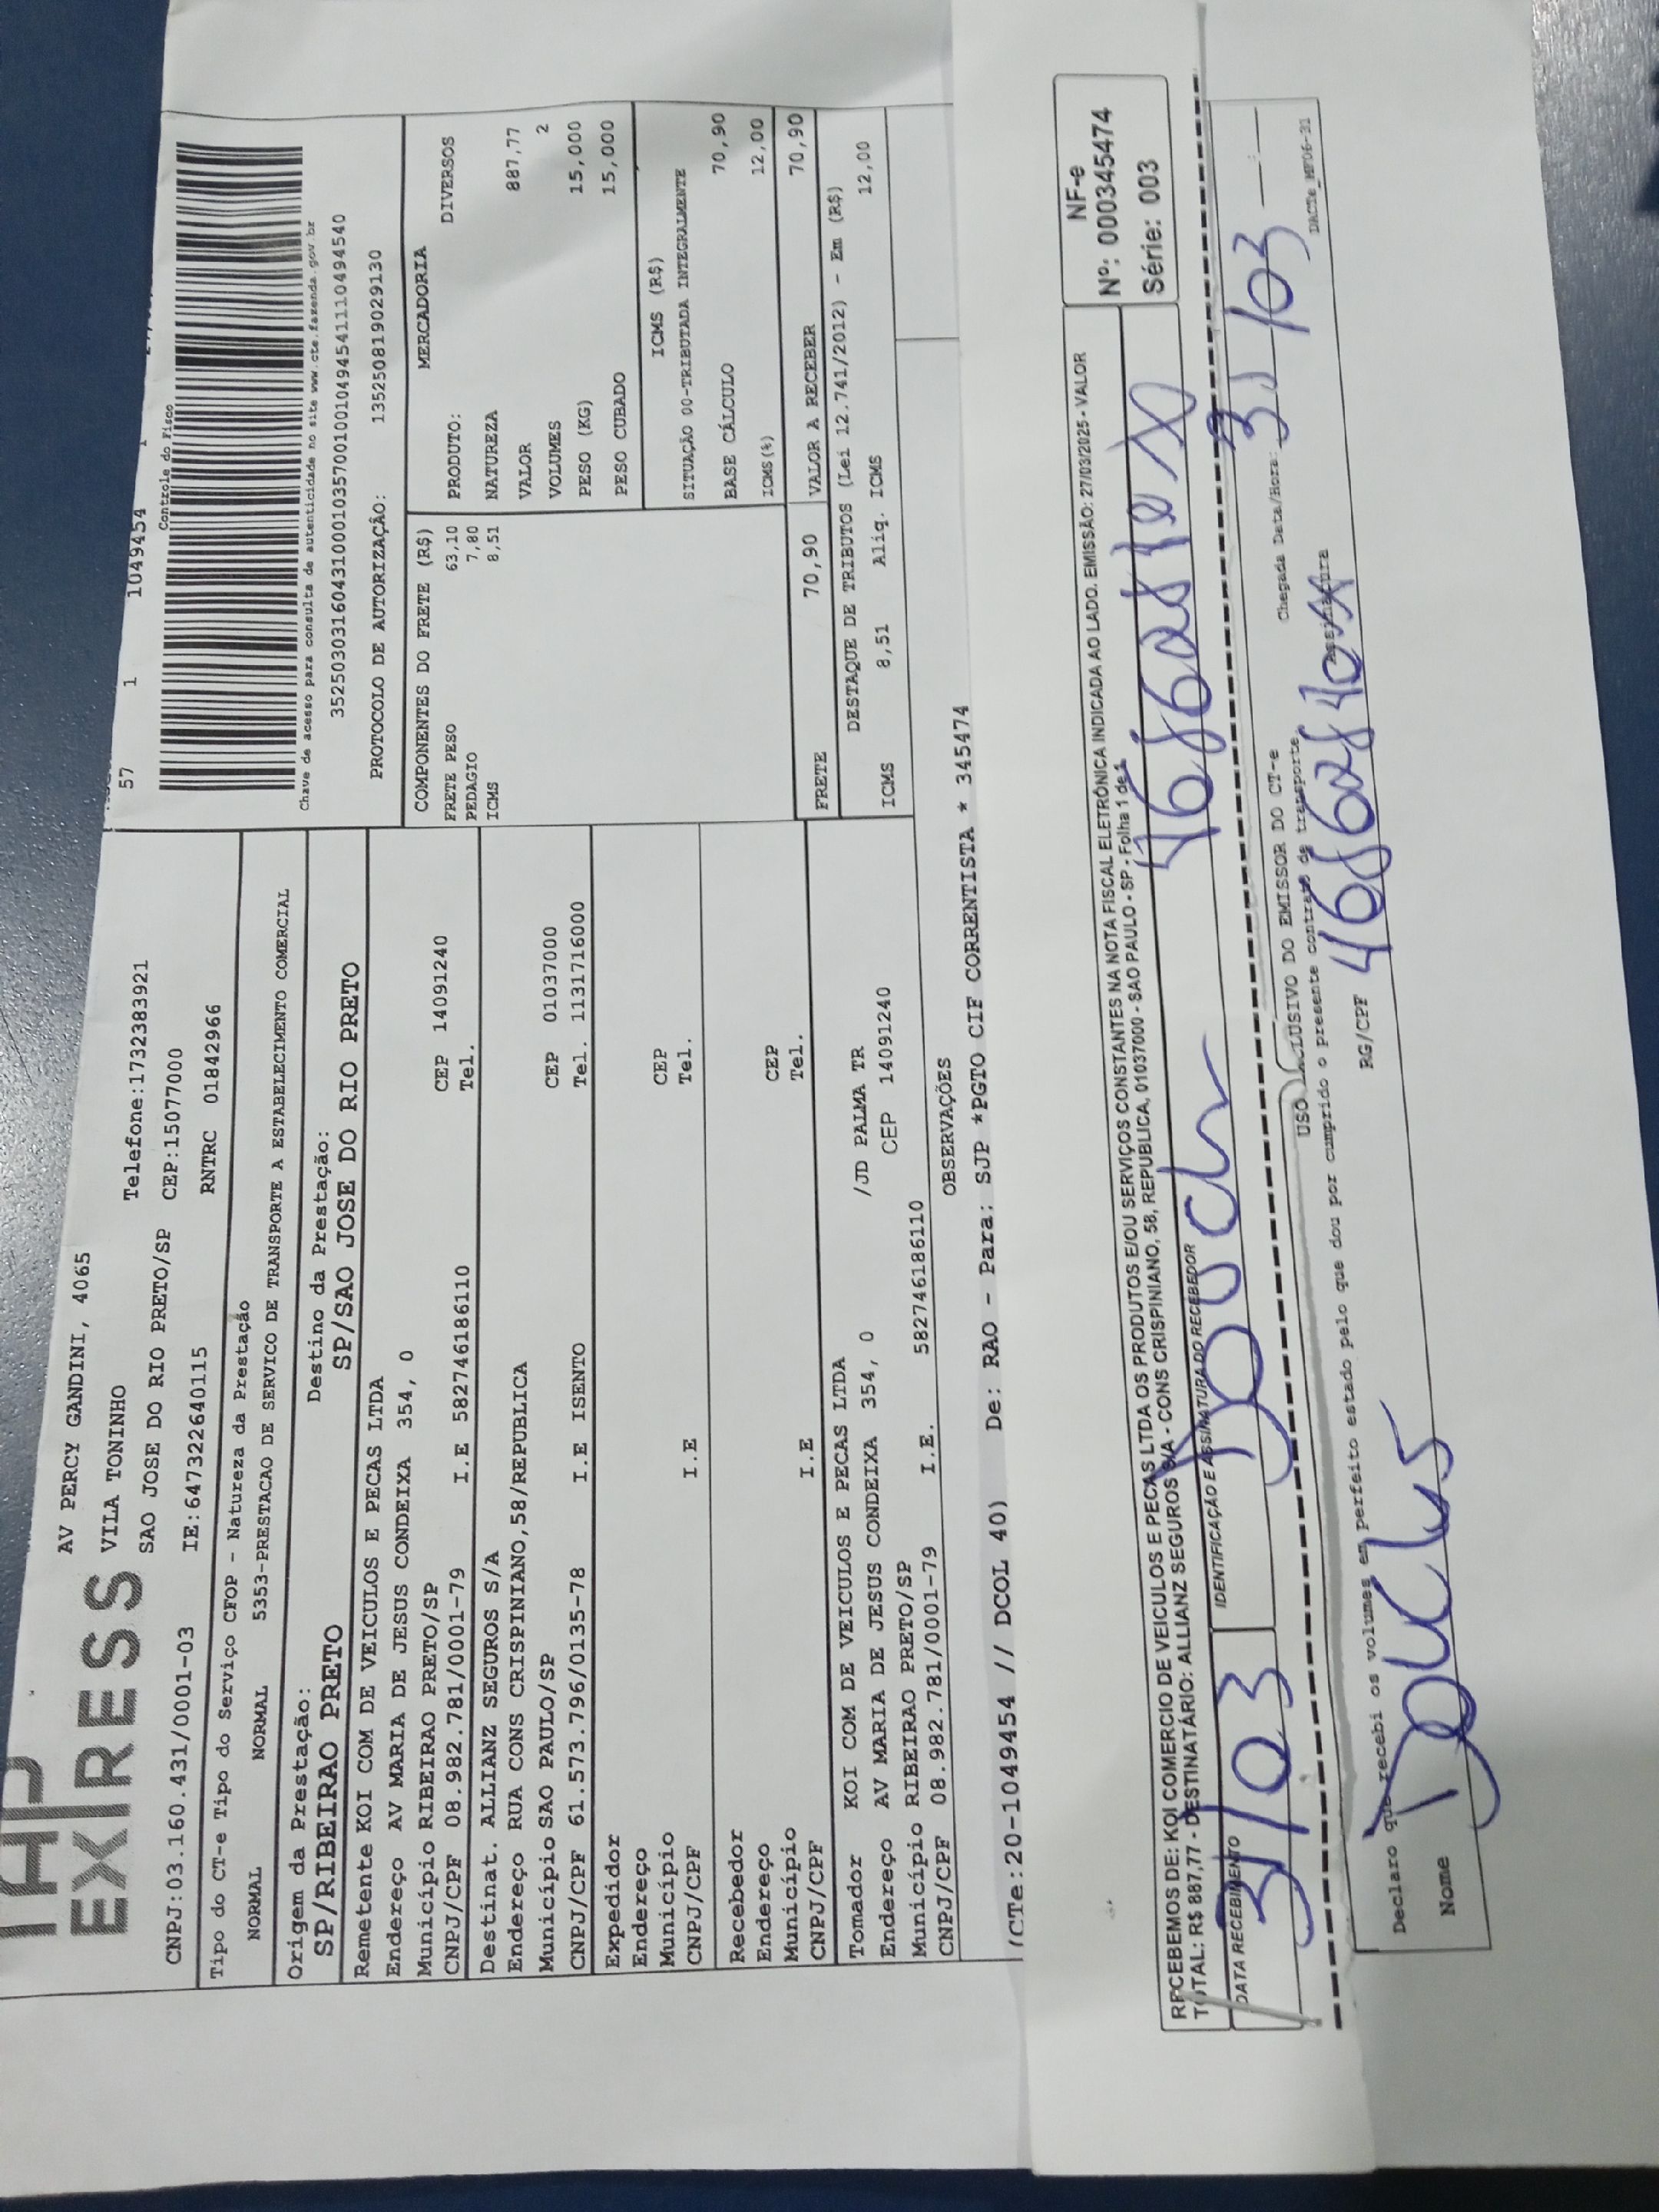 TAP
EXPRESS
AV PERCY GANDINI, 4065
VILA TONINHO Telefone:1732383921
SAO JOSE DO RIO PRETO/SP CEP:15077000
CNPJ:03.160.431/0001-03 IE:647322640115 RNTRC 01842966
57 1 1049454 1
Controle do Fisco
Chave de acesso para consulta de autenticidade no site www.cte.fazenda.gov.br
35250303160431000103570010010494541110494540
PROTOCOLO DE AUTORIZAÇÃO: 135250819029130
Tipo do CT-e Tipo do Serviço CFOP - Natureza da Prestação
NORMAL NORMAL 5353-PRESTACAO DE SERVICO DE TRANSPORTE A ESTABELECIMENTO COMERCIAL
Origem da Prestação: Destino da Prestação:
SP/RIBEIRAO PRETO SP/SAO JOSE DO RIO PRETO
Remetente KOI COM DE VEICULOS E PECAS LTDA
Endereço AV MARIA DE JESUS CONDEIXA 354, 0
Município RIBEIRAO PRETO/SP CEP 14091240
CNPJ/CPF 08.982.781/0001-79 I.E 582746186110 Tel.
Destinat. ALLIANZ SEGUROS S/A
Endereço RUA CONS CRISPINIANO,58/REPUBLICA
Município SAO PAULO/SP CEP 01037000
CNPJ/CPF 61.573.796/0135-78 I.E ISENTO Tel. 1131716000
Expedidor
Endereço
Município CEP
CNPJ/CPF I.E Tel.
Recebedor
Endereço
Município CEP
CNPJ/CPF I.E Tel.
Tomador KOI COM DE VEICULOS E PECAS LTDA
Endereço AV MARIA DE JESUS CONDEIXA 354, 0 /JD PALMA TR
Município RIBEIRAO PRETO/SP CEP 14091240
CNPJ/CPF 08.982.781/0001-79 I.E. 582746186110
COMPONENTES DO FRETE (R$)
FRETE PESO 63,10
PEDAGIO 7,80
ICMS 8,51
MERCADORIA
PRODUTO: DIVERSOS
NATUREZA
VALOR 887,77
VOLUMES 2
PESO (KG) 15,000
PESO CUBADO 15,000
ICMS (R$)
SITUAÇÃO 00-TRIBUTADA INTEGRALMENTE
BASE CÁLCULO 70,90
ICMS(%) 12,00
FRETE 70,90 VALOR A RECEBER 70,90
DESTAQUE DE TRIBUTOS (Lei 12.741/2012) - Em (R$)
ICMS 8,51 Aliq. ICMS 12,00
OBSERVAÇÕES
(CTe:20-1049454 // DCOL 40) De: RAO - Para: SJP *PGTO CIF CORRENTISTA * 345474
RECEBEMOS DE: KOI COMERCIO DE VEICULOS E PECAS LTDA OS PRODUTOS E/OU SERVIÇOS CONSTANTES NA NOTA FISCAL ELETRÔNICA INDICADA AO LADO. EMISSÃO: 27/03/2025 - VALOR
TOTAL: R$ 887,77 - DESTINATÁRIO: ALLIANZ SEGUROS S/A - CONS CRISPINIANO, 58, REPUBLICA, 01037000 - SAO PAULO - SP - Folha 1 de 1
NF-e
Nº: 000345474
Série: 003
DATA RECEBIMENTO
IDENTIFICAÇÃO E ASSINATURA DO RECEBEDOR
31/03
USO EXCLUSIVO DO EMISSOR DO CT-e
Chegada Data/Hora: 31/03
Declaro que recebi os volumes em perfeito estado pelo que dou por cumprido o presente contrato de transporte
Nome
RG/CPF
Assinatura
DACTe_MF06-31